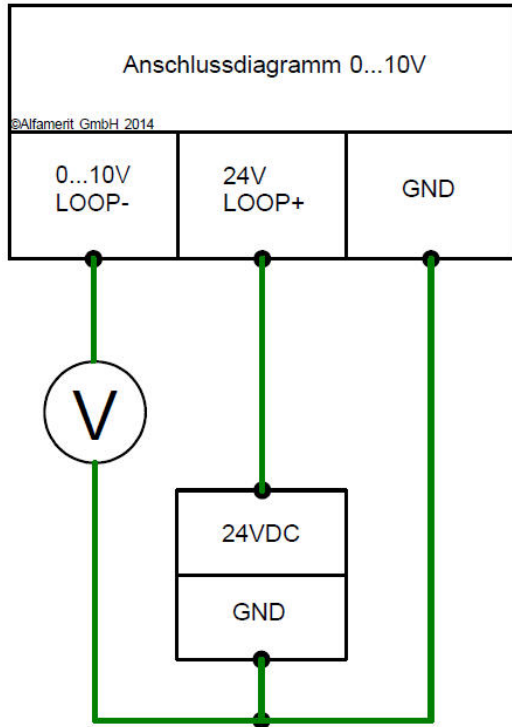 Anschlussdiagramm 0...10V
©Alfamerit GmbH 2014
0...10V
LOOP-
24V
LOOP+
GND
V
24VDC
GND